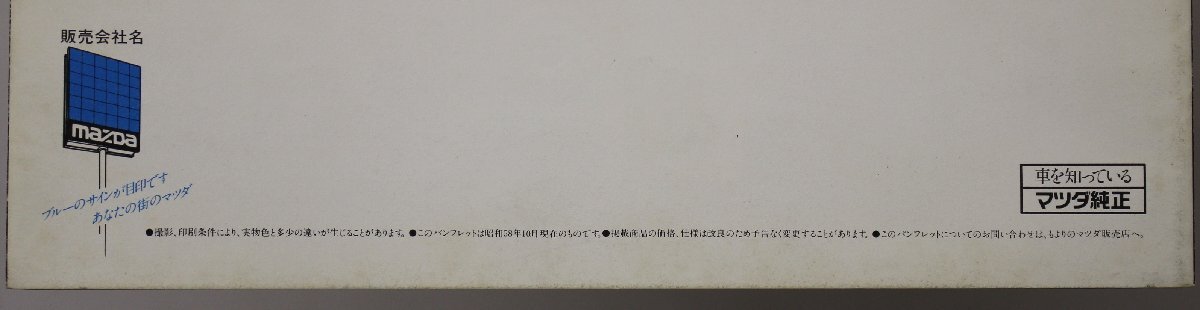 販売会社名
mazda
ブルーのサインが目印です
あなたの街のマツダ
車を知っている
マツダ純正
●撮影、印刷条件により、実物色と多少の違いが生じることがあります。●このパンフレットは昭和58年10月現在のものです。●掲載商品の価格、仕様は改良のため予告なく変更することがあります。●このパンフレットについてのお問い合わせは、もよりのマツダ販売店へ。